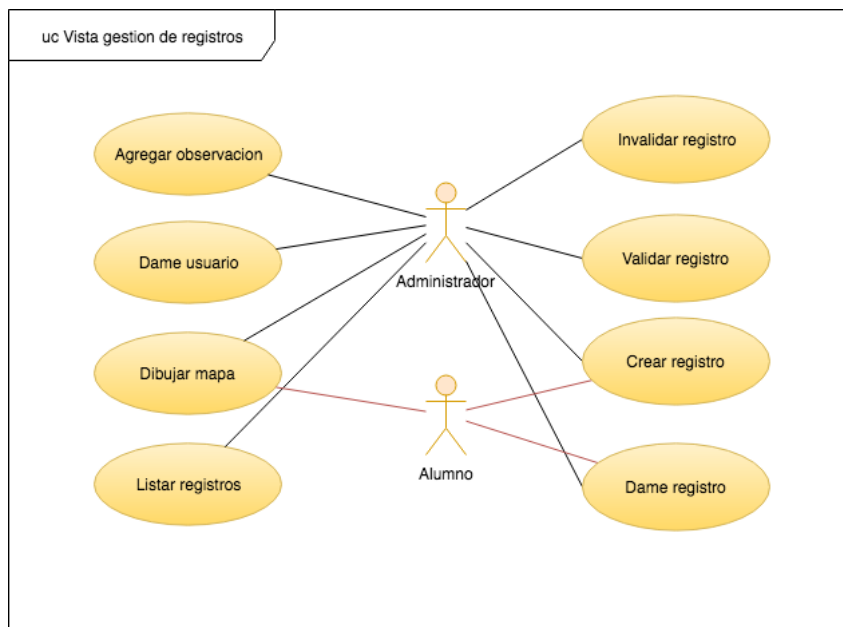 uc Vista gestion de registros
Agregar observacion
Invalidar registro
Dame usuario
Validar registro
Administrador
Dibujar mapa
Crear registro
Alumno
Listar registros
Dame registro